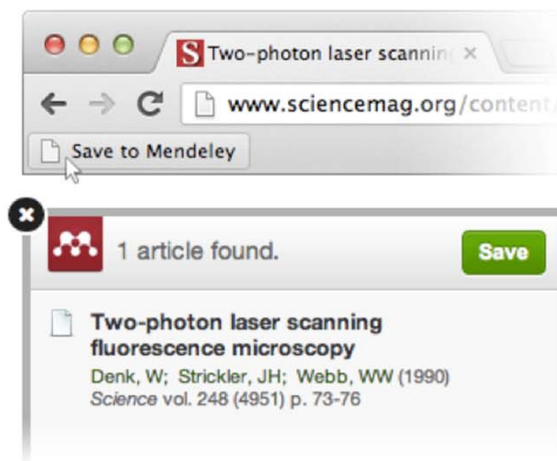 S Two-photon laser scannin
www.sciencemag.org/content
Save to Mendeley
1 article found.
Save
Two-photon laser scanning
fluorescence microscopy
Denk, W; Strickler, JH; Webb, WW (1990)
Science vol. 248 (4951) p. 73-76